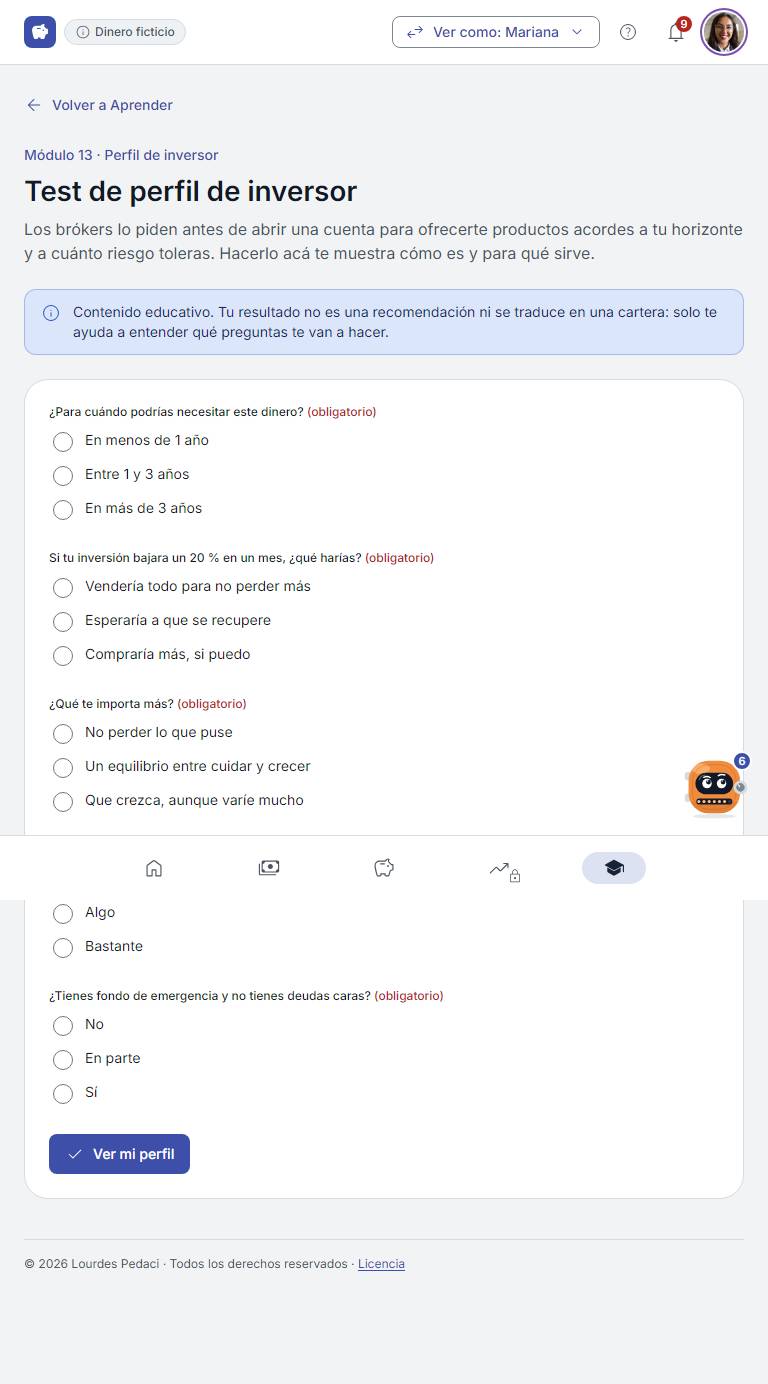 Dinero ficticio
Ver como: Mariana
9
Volver a Aprender
Módulo 13 · Perfil de inversor
Test de perfil de inversor
Los brókers lo piden antes de abrir una cuenta para ofrecerte productos acordes a tu horizonte
y a cuánto riesgo toleras. Hacerlo acá te muestra cómo es y para qué sirve.
Contenido educativo. Tu resultado no es una recomendación ni se traduce en una cartera: solo te
ayuda a entender qué preguntas te van a hacer.
¿Para cuándo podrías necesitar este dinero? (obligatorio)
En menos de 1 año
Entre 1 y 3 años
En más de 3 años
Si tu inversión bajara un 20 % en un mes, ¿qué harías? (obligatorio)
Vendería todo para no perder más
Esperaría a que se recupere
Compraría más, si puedo
¿Qué te importa más? (obligatorio)
No perder lo que puse
Un equilibrio entre cuidar y crecer
Que crezca, aunque varíe mucho
6
Algo
Bastante
¿Tienes fondo de emergencia y no tienes deudas caras? (obligatorio)
No
En parte
Sí
Ver mi perfil
© 2026 Lourdes Pedaci · Todos los derechos reservados · Licencia